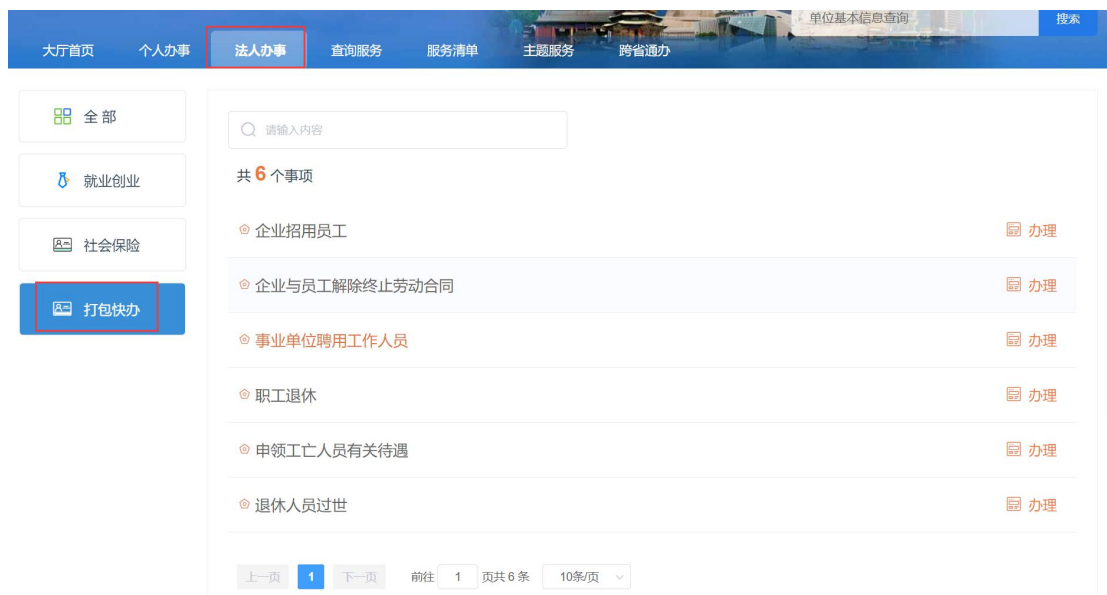 单位基本信息查询 搜索
大厅首页 个人办事 法人办事 查询服务 服务清单 主题服务 跨省通办
全部
就业创业
社会保险
打包快办
请输入内容
共 6 个事项
企业招用员工 办理
企业与员工解除终止劳动合同 办理
事业单位聘用工作人员 办理
职工退休 办理
申领工亡人员有关待遇 办理
退休人员过世 办理
上一页 1 下一页 前往 1 页共 6 条 10条/页